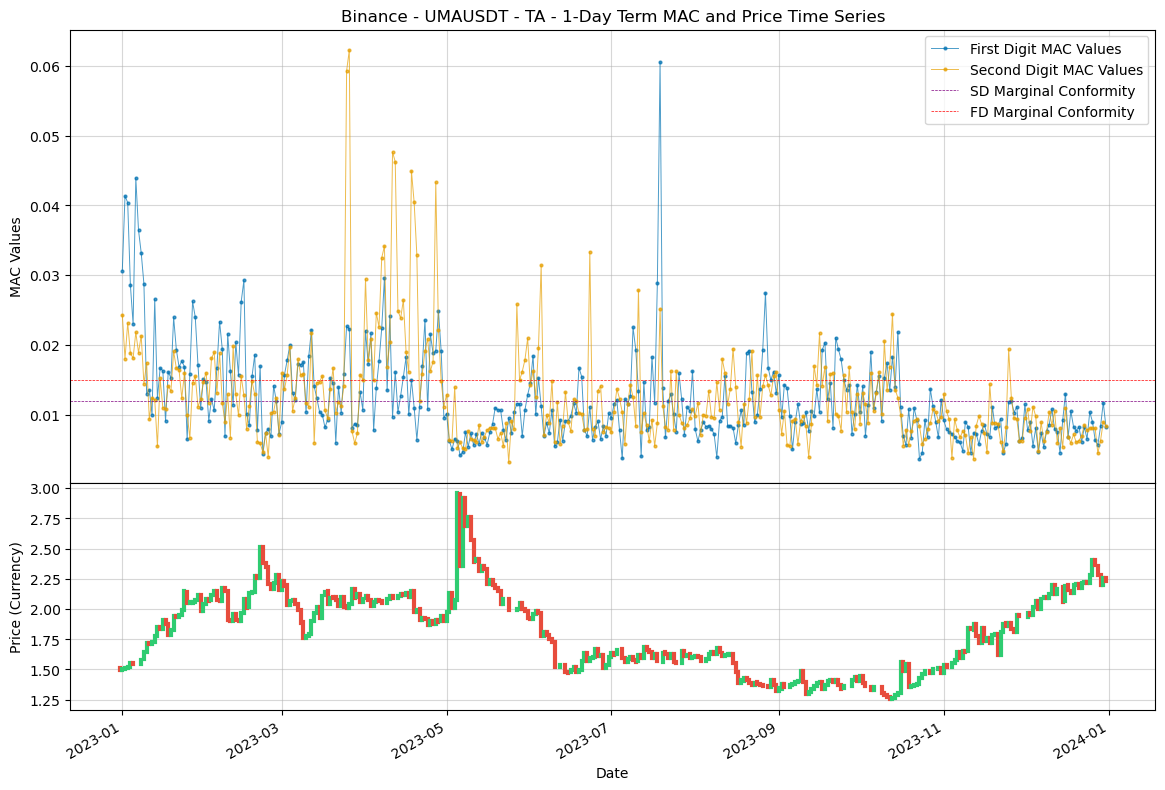 Binance - UMAUSDT - TA - 1-Day Term MAC and Price Time Series
First Digit MAC Values
Second Digit MAC Values
SD Marginal Conformity
FD Marginal Conformity
MAC Values
0.06
0.05
0.04
0.03
0.02
0.01
Price (Currency)
3.00
2.75
2.50
2.25
2.00
1.75
1.50
1.25
2023-01
2023-03
2023-05
2023-07
2023-09
2023-11
2024-01
Date